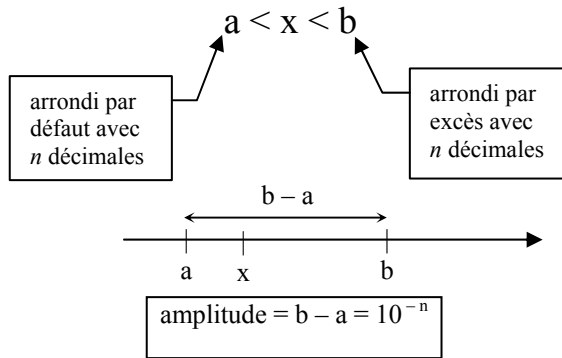 a < x < b
arrondi par
défaut avec
n décimales
arrondi par
excès avec
n décimales
b – a
a x b
amplitude = b – a = 10⁻ⁿ